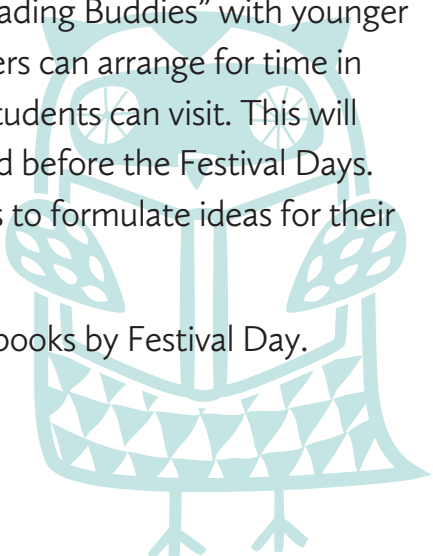 ading Buddies” with younger
ers can arrange for time in
tudents can visit. This will
d before the Festival Days.
s to formulate ideas for their
books by Festival Day.